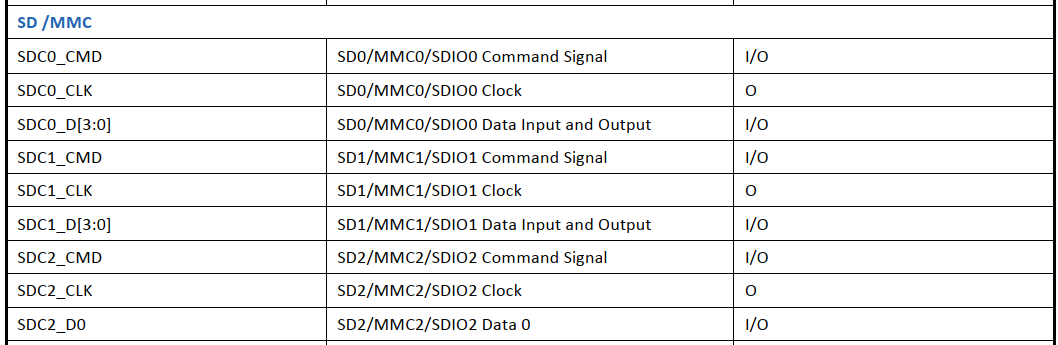 SD /MMC
SDC0_CMD SD0/MMC0/SDIO0 Command Signal I/O
SDC0_CLK SD0/MMC0/SDIO0 Clock O
SDC0_D[3:0] SD0/MMC0/SDIO0 Data Input and Output I/O
SDC1_CMD SD1/MMC1/SDIO1 Command Signal I/O
SDC1_CLK SD1/MMC1/SDIO1 Clock O
SDC1_D[3:0] SD1/MMC1/SDIO1 Data Input and Output I/O
SDC2_CMD SD2/MMC2/SDIO2 Command Signal I/O
SDC2_CLK SD2/MMC2/SDIO2 Clock O
SDC2_D0 SD2/MMC2/SDIO2 Data 0 I/O